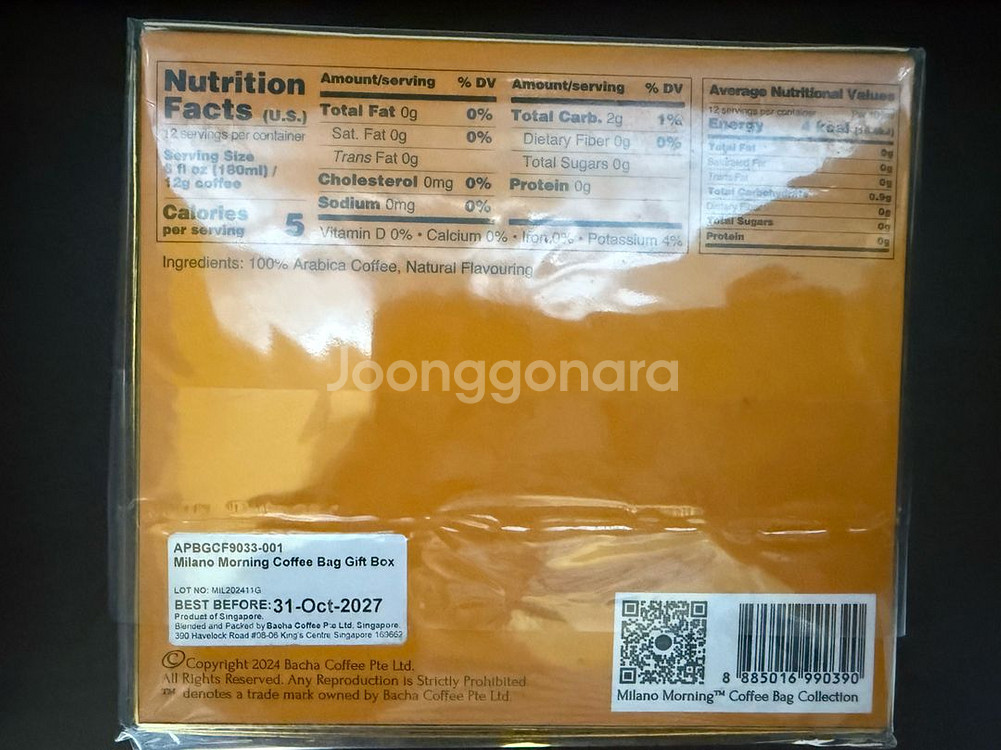 Nutrition
Facts (U.S.)
12 servings per container
Serving Size
6 fl oz (180ml) /
12g coffee
Calories
per serving 5
Amount/serving % DV
Total Fat 0g 0%
Sat. Fat 0g 0%
Trans Fat 0g
Cholesterol 0mg 0%
Sodium 0mg 0%
Amount/serving % DV
Total Carb. 2g 1%
Dietary Fiber 0g 0%
Total Sugars 0g
Protein 0g
Vitamin D 0% • Calcium 0% • Iron 0% • Potassium 4%
Average Nutritional Values
12 servings per container
Energy 4 kcal
Total Fat 0g
Saturated Fat 0g
Trans Fat 0g
Total Carbohydrate 0.9g
Dietary 0g
Total Sugars 0g
Protein 0g
Ingredients: 100% Arabica Coffee, Natural Flavouring
Joonggonara
APBGCF9033-001
Milano Morning Coffee Bag Gift Box
LOT NO: MIL202411G
BEST BEFORE: 31-Oct-2027
Product of Singapore.
Blended and Packed by Bacha Coffee Pte Ltd. Singapore.
390 Havelock Road #08-06 King's Centre Singapore 169662
© Copyright 2024 Bacha Coffee Pte Ltd.
All Rights Reserved. Any Reproduction is Strictly Prohibited
™ denotes a trade mark owned by Bacha Coffee Pte Ltd.
8 885016 990390
Milano Morning™ Coffee Bag Collection